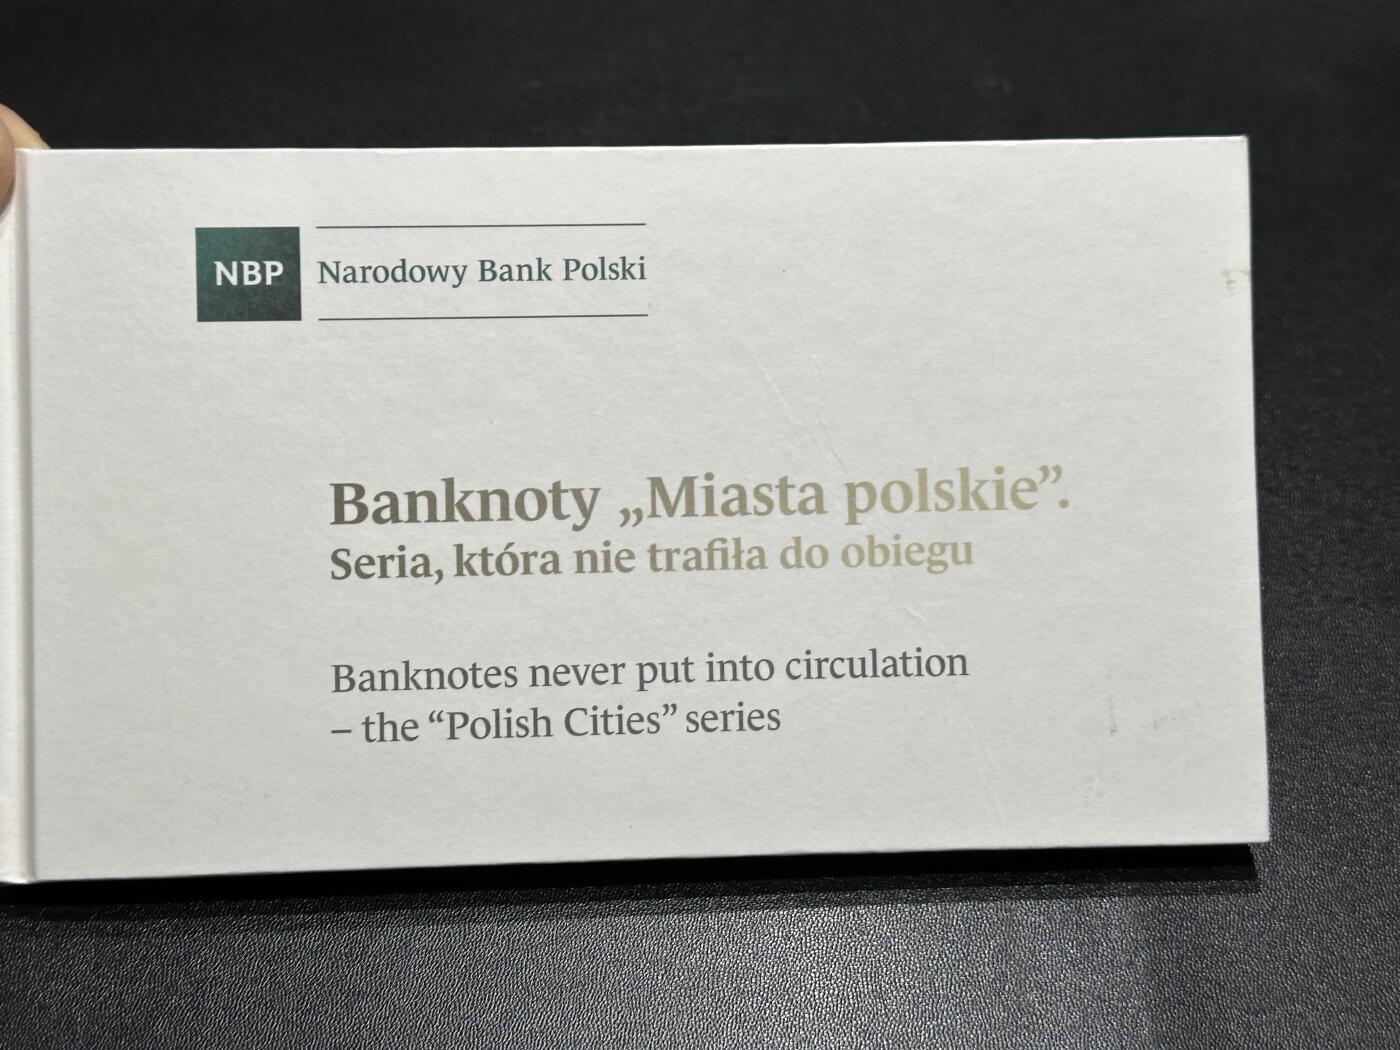 NBP
Narodowy Bank Polski
Banknoty „Miasta polskie”.
Seria, która nie trafiła do obiegu
Banknotes never put into circulation
– the “Polish Cities” series